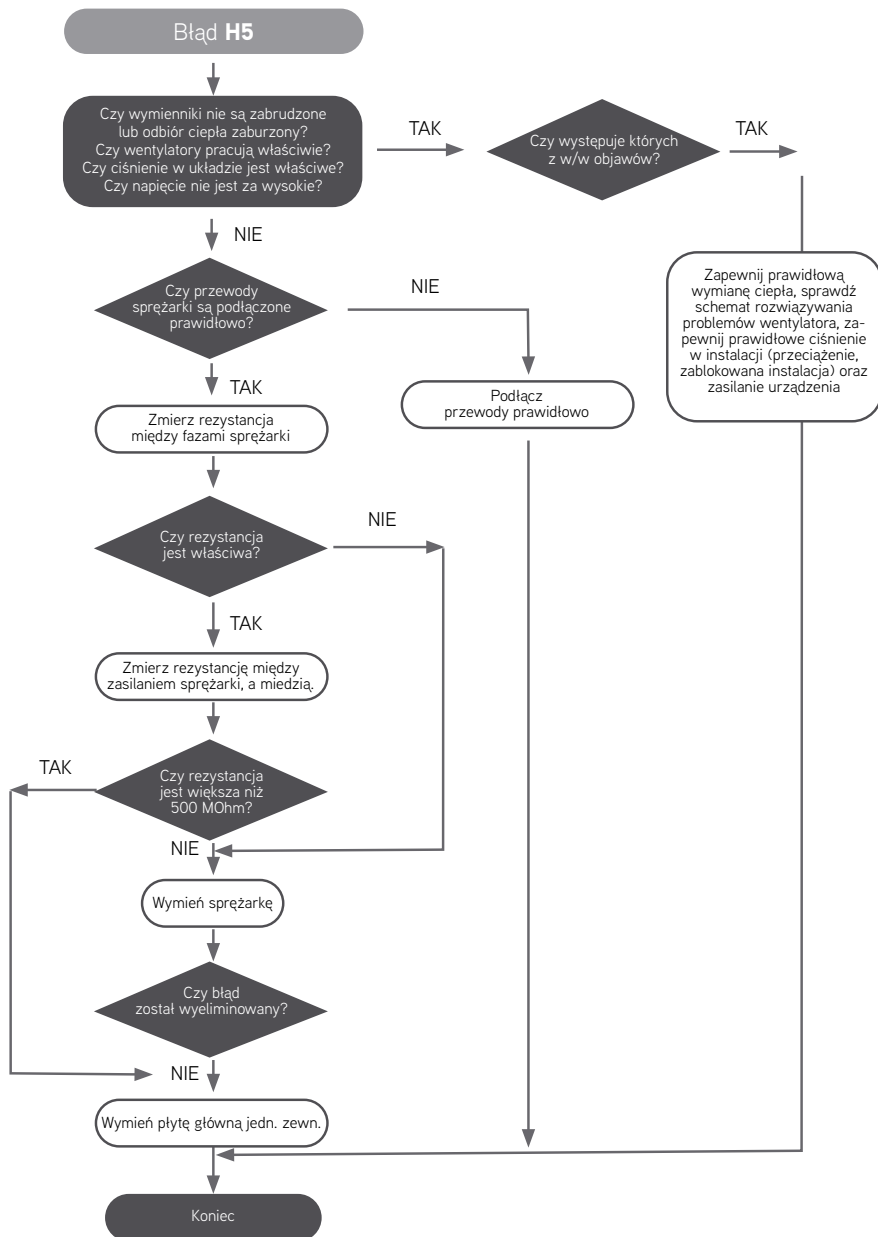 Błąd H5
Czy wymienniki nie są zabrudzone
lub odbiór ciepła zaburzony?
Czy wentylatory pracują właściwie?
Czy ciśnienie w układzie jest właściwe?
Czy napięcie nie jest za wysokie?
TAK
Czy występuje których
z w/w objawów?
TAK
Zapewnij prawidłową
wymianę ciepła, sprawdź
schemat rozwiązywania
problemów wentylatora, za-
pewnij prawidłowe ciśnienie
w instalacji (przeciążenie,
zablokowana instalacja) oraz
zasilanie urządzenia
NIE
Czy przewody
sprężarki są podłączone
prawidłowo?
NIE
Podłącz
przewody prawidłowo
TAK
Zmierz rezystancja
między fazami sprężarki
Czy rezystancja
jest właściwa?
NIE
TAK
Zmierz rezystancję między
zasilaniem sprężarki, a miedzią.
Czy rezystancja
jest większa niż
500 MOhm?
TAK
NIE
Wymień sprężarkę
Czy błąd
został wyeliminowany?
NIE
Wymień płytę główną jedn. zewn.
Koniec